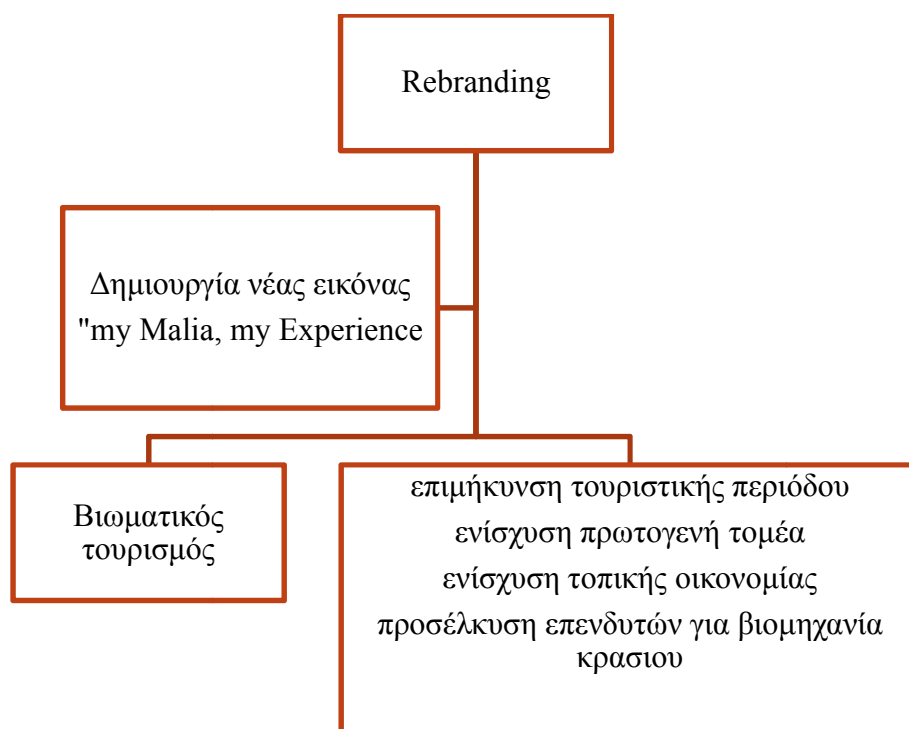 Rebranding
Δημιουργία νέας εικόνας
"my Malia, my Experience
Βιωματικός
τουρισμός
επιμήκυνση τουριστικής περιόδου
ενίσχυση πρωτογενή τομέα
ενίσχυση τοπικής οικονομίας
προσέλκυση επενδυτών για βιομηχανία
κρασιου